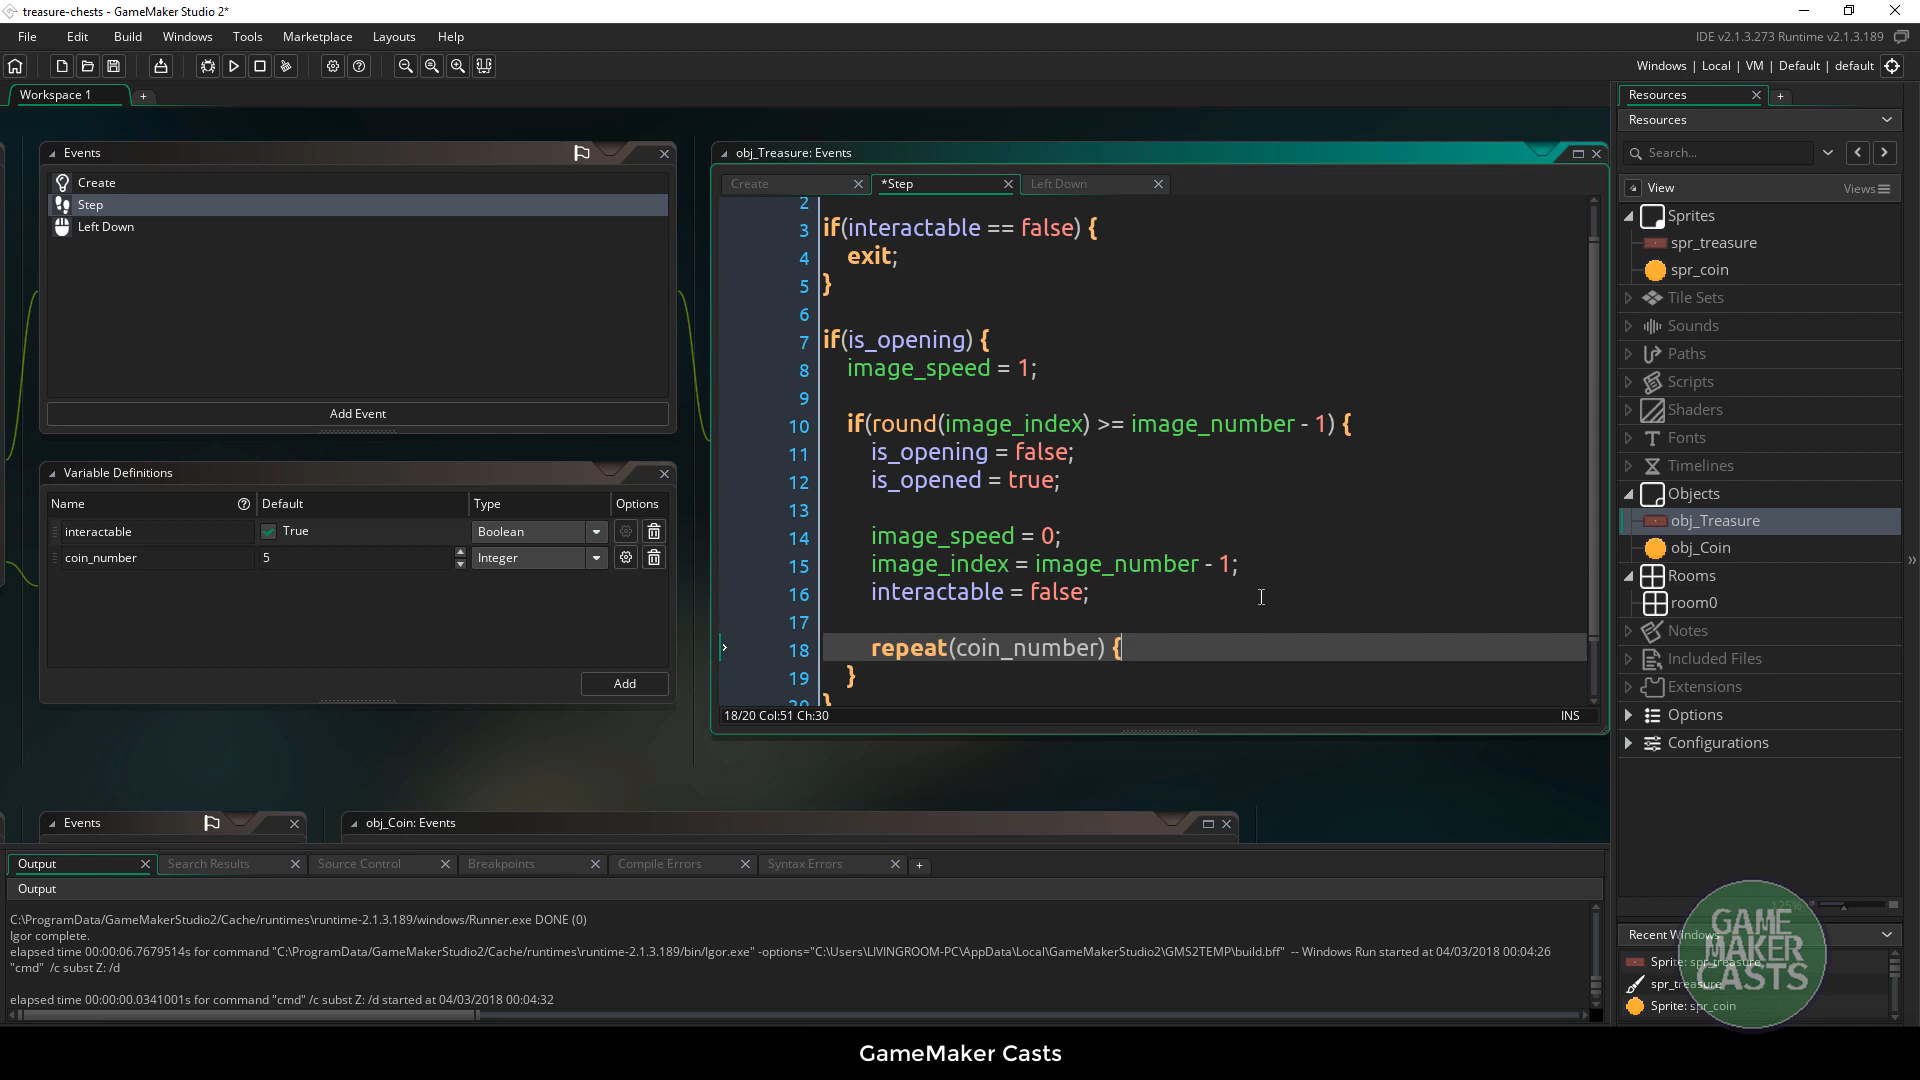 treasure-chests - GameMaker Studio 2*
File Edit Build Windows Tools Marketplace Layouts Help
IDE v2.1.3.273 Runtime v2.1.3.189
Windows | Local | VM | Default | default
Workspace 1 +
Events
Create
Step
Left Down
Add Event
Variable Definitions
Name Default Type Options
interactable True Boolean
coin_number 5 Integer
Add
obj_Treasure: Events
Create *Step Left Down
2
3 if(interactable == false) {
4 exit;
5 }
6
7 if(is_opening) {
8 image_speed = 1;
9
10 if(round(image_index) >= image_number - 1) {
11 is_opening = false;
12 is_opened = true;
13
14 image_speed = 0;
15 image_index = image_number - 1;
16 interactable = false;
17
18 repeat(coin_number) {
19 }
20 }
18/20 Col:51 Ch:30 INS
Resources +
Resources
Search...
View Views
Sprites
spr_treasure
spr_coin
Tile Sets
Sounds
Paths
Scripts
Shaders
Fonts
Timelines
Objects
obj_Treasure
obj_Coin
Rooms
room0
Notes
Included Files
Extensions
Options
Configurations
125%
Recent Windows
Sprite: spr_treasure
spr_treasure
Sprite: spr_coin
GAME
MAKER
CASTS
Events
obj_Coin: Events
Output Search Results Source Control Breakpoints Compile Errors Syntax Errors +
Output
C:\ProgramData/GameMakerStudio2/Cache/runtimes\runtime-2.1.3.189/windows/Runner.exe DONE (0)
Igor complete.
elapsed time 00:00:06.7679514s for command "C:\ProgramData/GameMakerStudio2/Cache/runtimes\runtime-2.1.3.189/bin/Igor.exe" -options="C:\Users\LIVINGROOM-PC\AppData\Local\GameMakerStudio2\GMS2TEMP\build.bff" -- Windows Run started at 04/03/2018 00:04:26
"cmd" /c subst Z: /d
elapsed time 00:00:00.0341001s for command "cmd" /c subst Z: /d started at 04/03/2018 00:04:32
GameMaker Casts